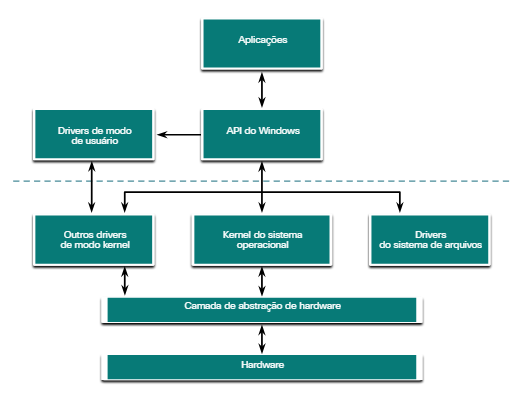 Aplicações
Drivers de modo
de usuário
API do Windows
Outros drivers
de modo kernel
Kernel do sistema
operacional
Drivers
do sistema de arquivos
Camada de abstração de hardware
Hardware